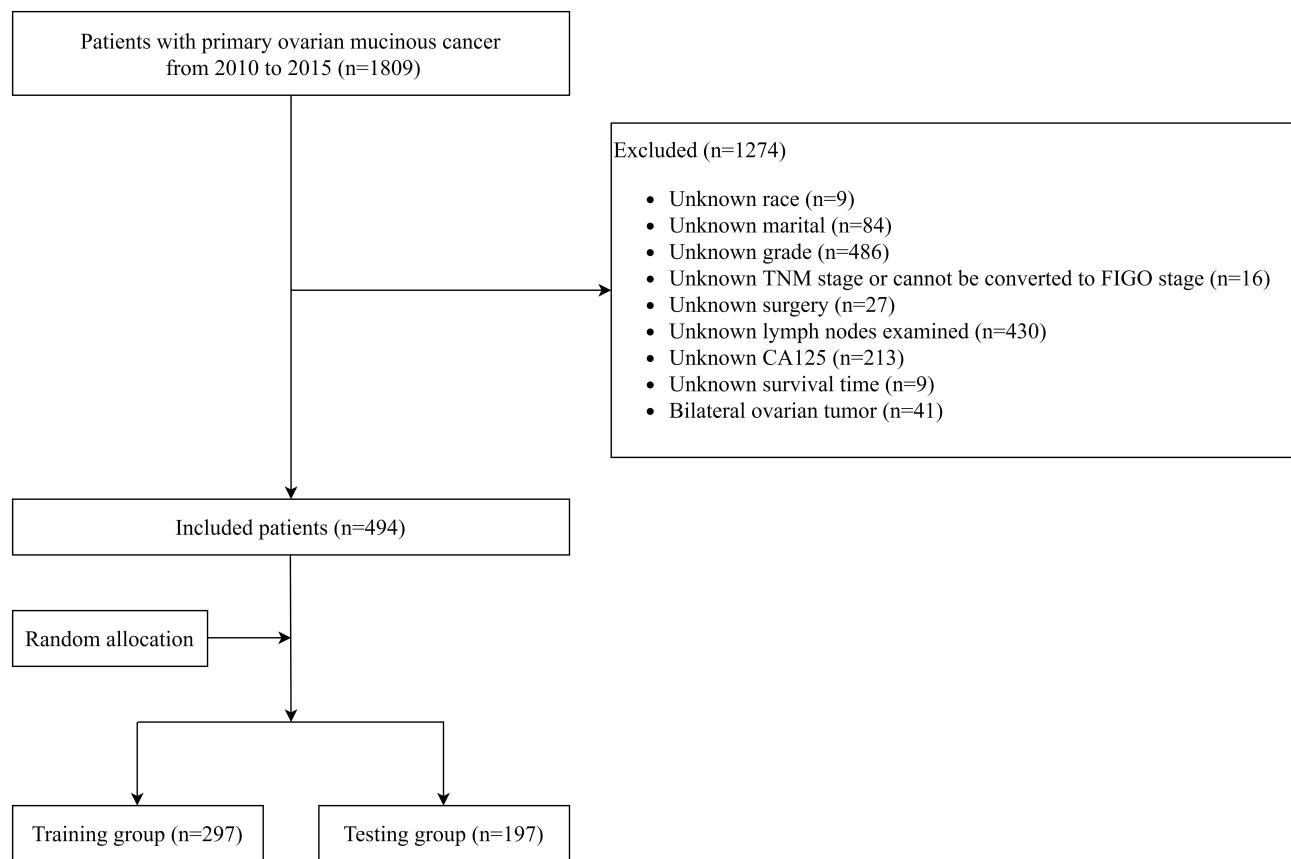 Patients with primary ovarian mucinous cancer
from 2010 to 2015 (n=1809)
Excluded (n=1274)
• Unknown race (n=9)
• Unknown marital (n=84)
• Unknown grade (n=486)
• Unknown TNM stage or cannot be converted to FIGO stage (n=16)
• Unknown surgery (n=27)
• Unknown lymph nodes examined (n=430)
• Unknown CA125 (n=213)
• Unknown survival time (n=9)
• Bilateral ovarian tumor (n=41)
Included patients (n=494)
Random allocation
Training group (n=297)
Testing group (n=197)